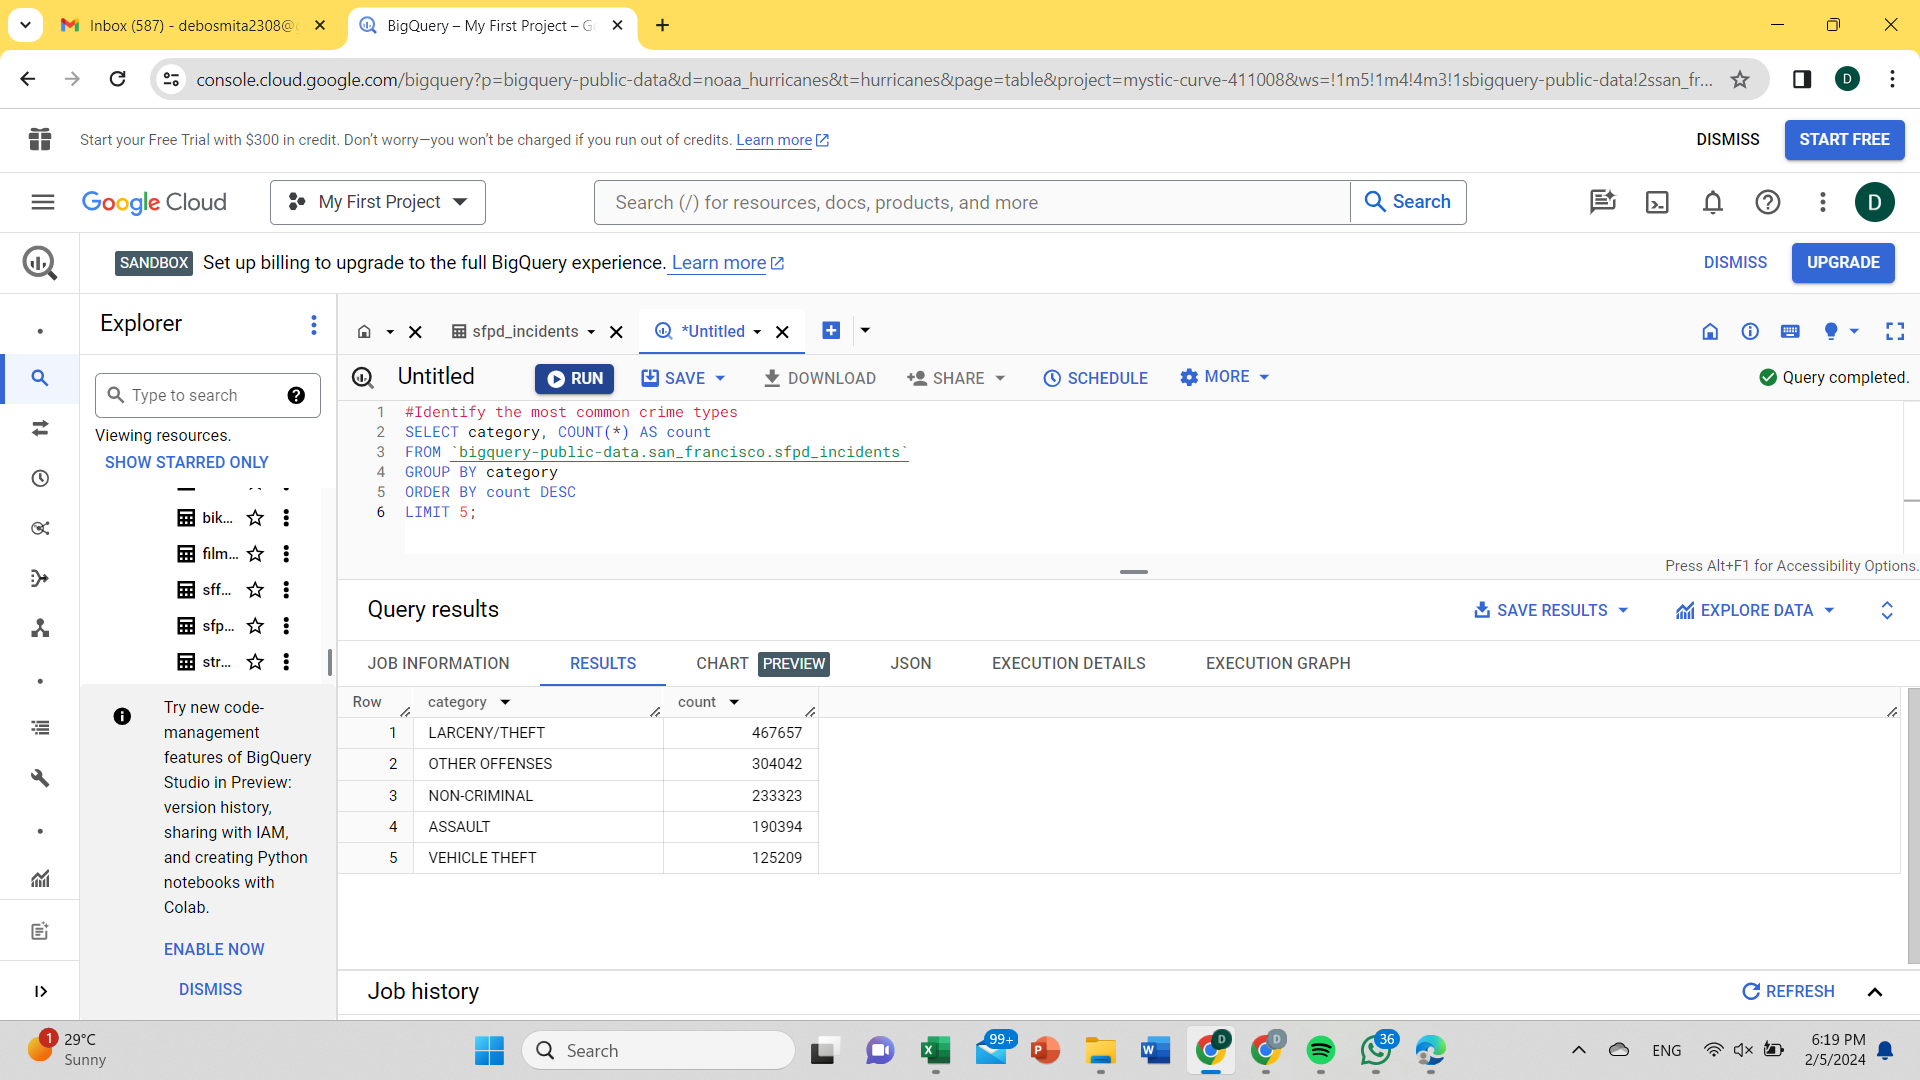 Inbox (587) - debosmita2308@
BigQuery – My First Project – Go
console.cloud.google.com/bigquery?p=bigquery-public-data&d=noaa_hurricanes&t=hurricanes&page=table&project=mystic-curve-411008&ws=!1m5!1m4!4m3!1sbigquery-public-data!2ssan_fr...
D
Start your Free Trial with $300 in credit. Don't worry—you won't be charged if you run out of credits. Learn more
DISMISS
START FREE
Google Cloud
My First Project
Search (/) for resources, docs, products, and more
Search
D
SANDBOX Set up billing to upgrade to the full BigQuery experience. Learn more
DISMISS
UPGRADE
Explorer
sfpd_incidents
*Untitled
Untitled
RUN
SAVE
DOWNLOAD
SHARE
SCHEDULE
MORE
Query completed.
Type to search
Viewing resources.
SHOW STARRED ONLY
bik...
film...
sff...
sfp...
str...
1 #Identify the most common crime types
2 SELECT category, COUNT(*) AS count
3 FROM `bigquery-public-data.san_francisco.sfpd_incidents`
4 GROUP BY category
5 ORDER BY count DESC
6 LIMIT 5;
Press Alt+F1 for Accessibility Options.
Query results
SAVE RESULTS
EXPLORE DATA
JOB INFORMATION
RESULTS
CHART PREVIEW
JSON
EXECUTION DETAILS
EXECUTION GRAPH
Row category count
1 LARCENY/THEFT 467657
2 OTHER OFFENSES 304042
3 NON-CRIMINAL 233323
4 ASSAULT 190394
5 VEHICLE THEFT 125209
Try new code-
management
features of BigQuery
Studio in Preview:
version history,
sharing with IAM,
and creating Python
notebooks with
Colab.
ENABLE NOW
DISMISS
Job history
REFRESH
1
29°C
Sunny
Search
99+
D
D
36
ENG
6:19 PM
2/5/2024